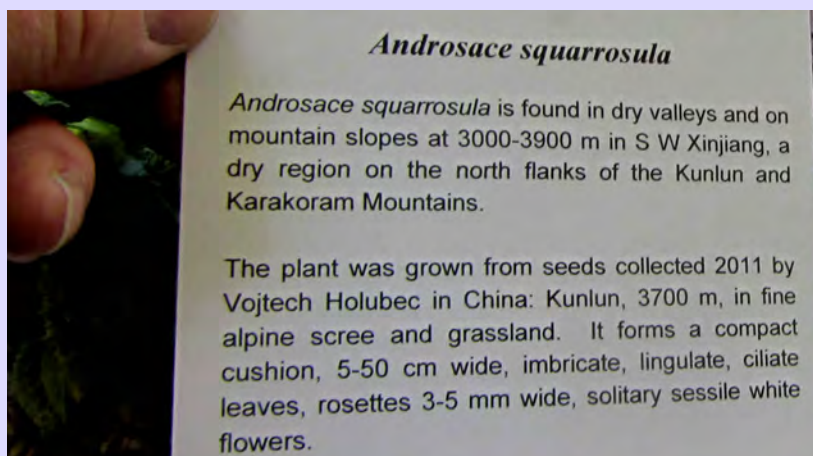 Androsace squarrosula
Androsace squarrosula is found in dry valleys and on
mountain slopes at 3000-3900 m in S W Xinjiang, a
dry region on the north flanks of the Kunlun and
Karakoram Mountains.
The plant was grown from seeds collected 2011 by
Vojtech Holubec in China: Kunlun, 3700 m, in fine
alpine scree and grassland. It forms a compact
cushion, 5-50 cm wide, imbricate, lingulate, ciliate
leaves, rosettes 3-5 mm wide, solitary sessile white
flowers.